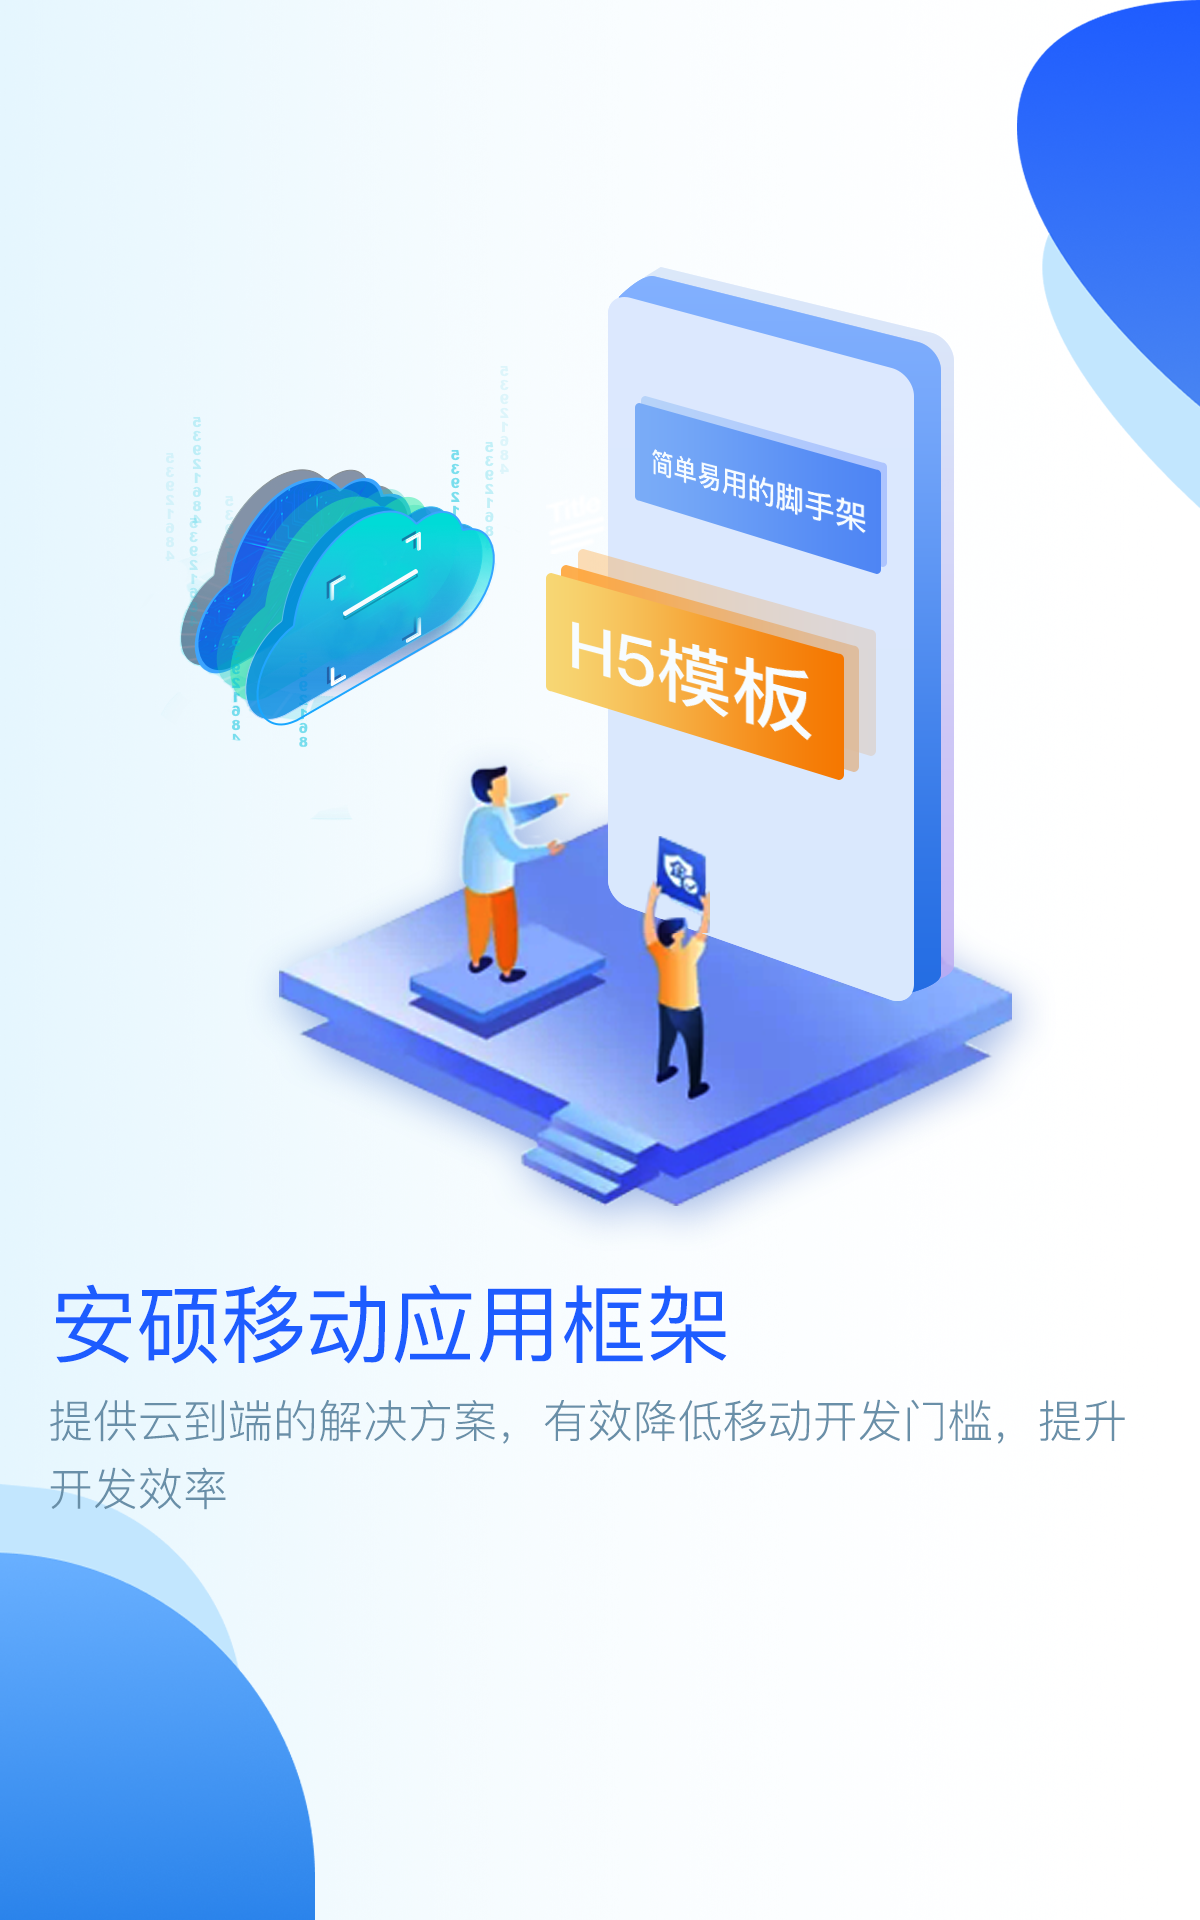 简单易用的脚手架
H5模板
安硕移动应用框架
提供云到端的解决方案，有效降低移动开发门槛，提升
开发效率
企